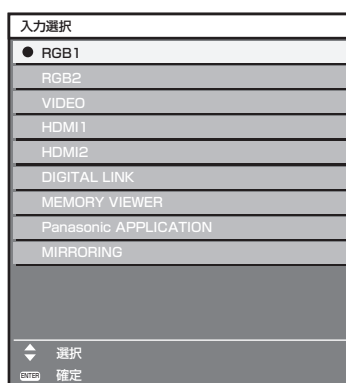 入力選択
RGB1
RGB2
VIDEO
HDMI1
HDMI2
DIGITAL LINK
MEMORY VIEWER
Panasonic APPLICATION
MIRRORING
選択
ENTER 確定